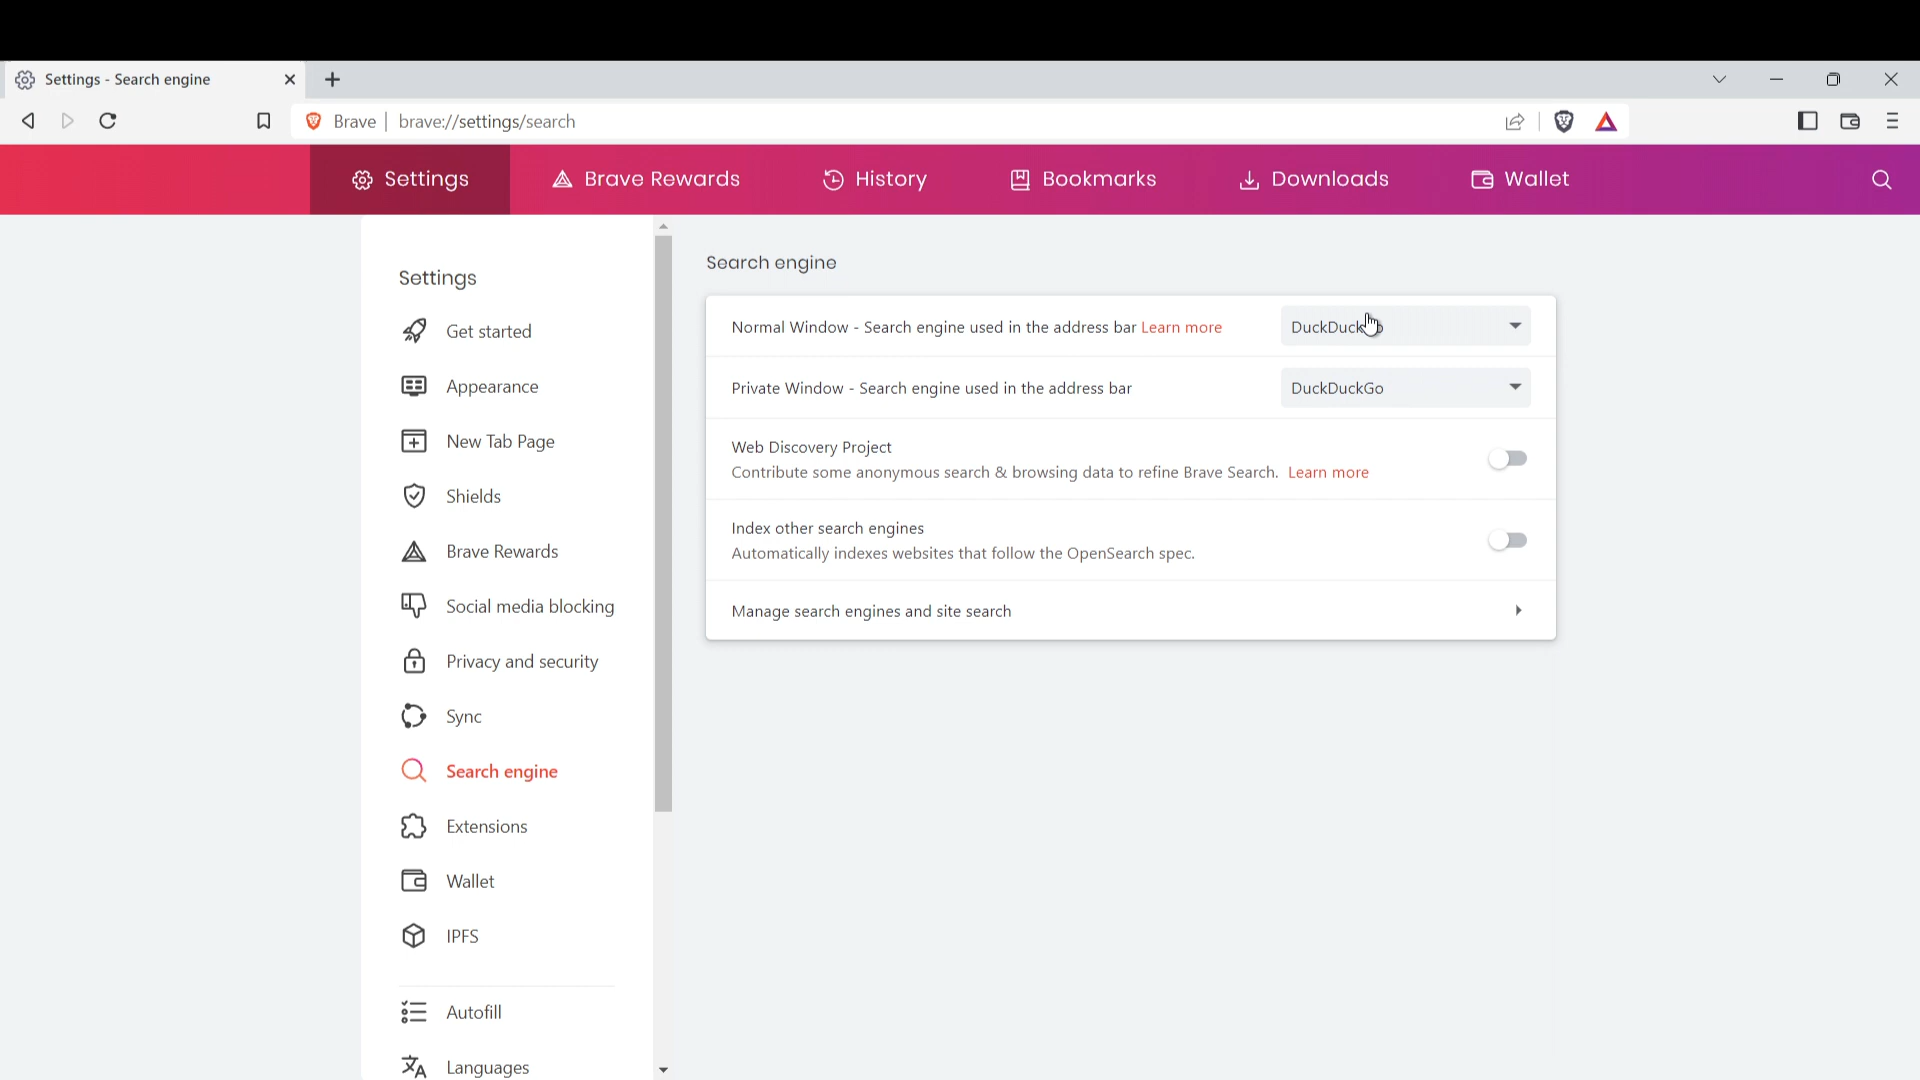 Settings - Search engine
Brave | brave://settings/search
Settings Brave Rewards History Bookmarks Downloads Wallet
Settings
Get started
Appearance
New Tab Page
Shields
Brave Rewards
Social media blocking
Privacy and security
Sync
Search engine
Extensions
Wallet
IPFS
Autofill
Languages
Search engine
Normal Window - Search engine used in the address bar Learn more
Private Window - Search engine used in the address bar DuckDuckGo
Web Discovery Project
Contribute some anonymous search & browsing data to refine Brave Search. Learn more
Index other search engines
Automatically indexes websites that follow the OpenSearch spec.
Manage search engines and site search